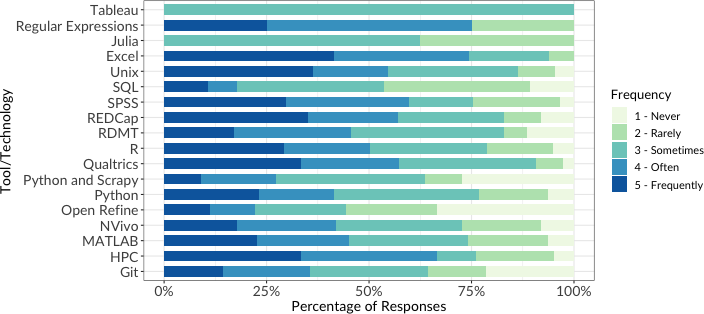 Tableau
Regular Expressions
Julia
Excel
Unix
SQL
SPSS
REDCap
RDMT
R
Qualtrics
Python and Scrapy
Python
Open Refine
NVivo
MATLAB
HPC
Git
Tool/Technology
0%
25%
50%
75%
100%
Percentage of Responses
Frequency
1 - Never
2 - Rarely
3 - Sometimes
4 - Often
5 - Frequently